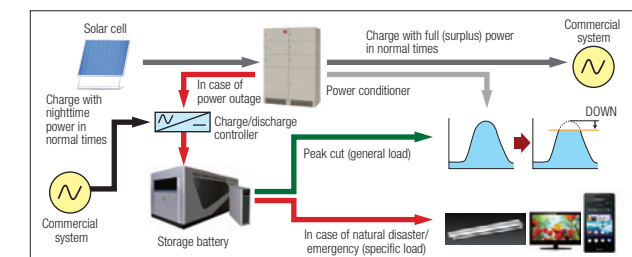 Solar cell
Charge with full (surplus) power
in normal times
Commercial
system
In case of
power outage
Power conditioner
Charge with
nighttime
power in
normal times
Charge/discharge
controller
DOWN
Peak cut (general load)
Commercial
system
Storage battery
In case of natural disaster/
emergency (specific load)